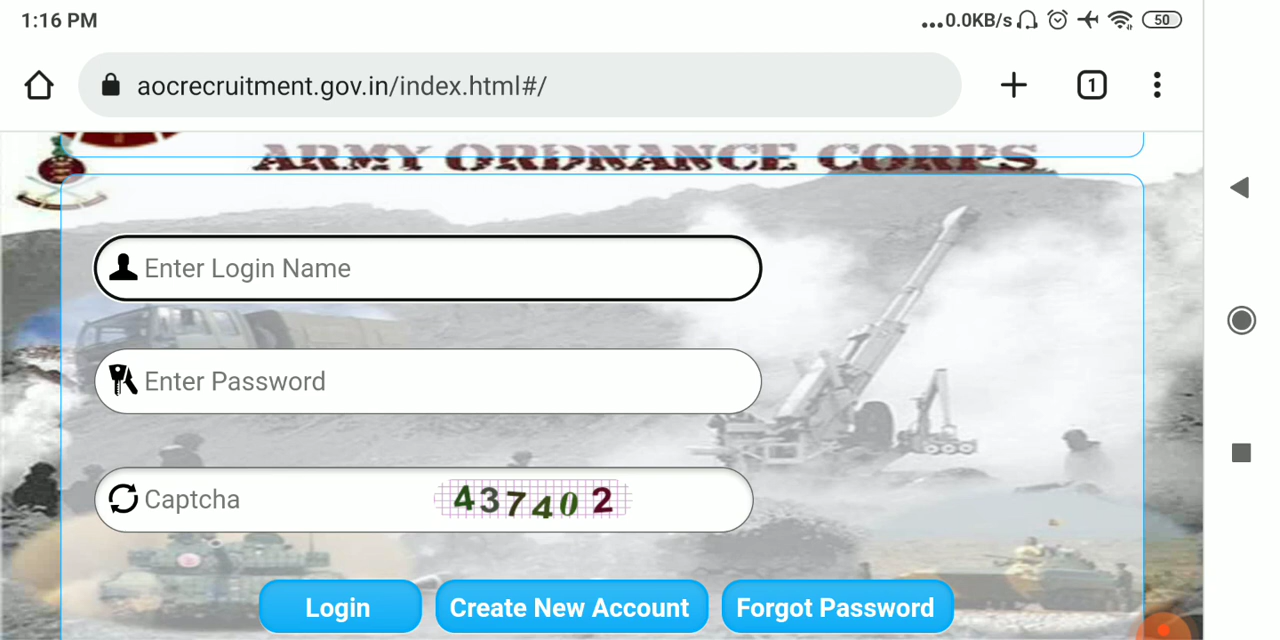 1:16 PM ...0.0KB/s 50
aocrecruitment.gov.in/index.html#/ 1
ARMY ORDNANCE CORPS
Enter Login Name
Enter Password
Captcha 437402
Login Create New Account Forgot Password